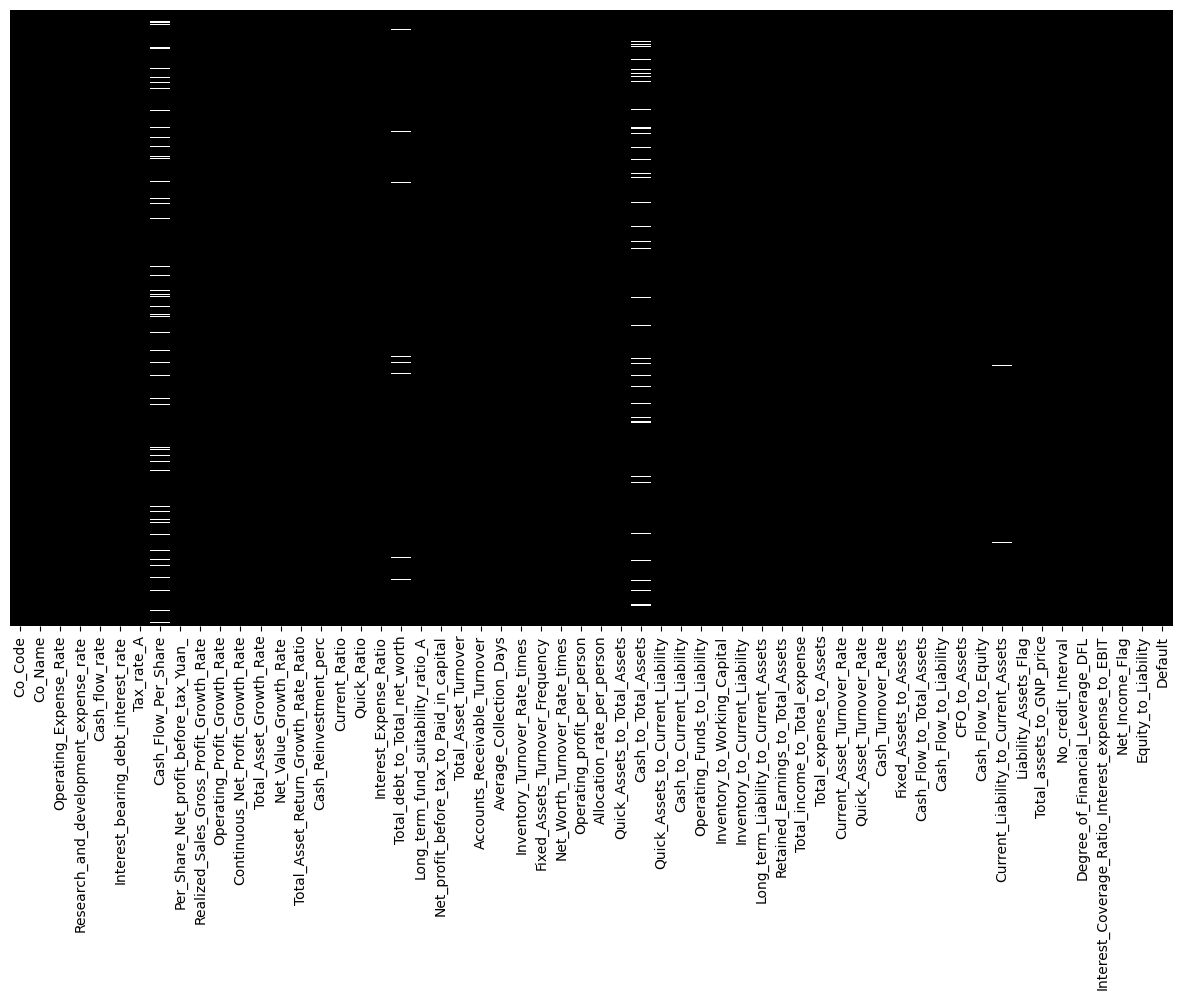 Co_Code
Co_Name
Operating_Expense_Rate
Research_and_development_expense_rate
Cash_flow_rate
Interest_bearing_debt_interest_rate
Tax_rate_A
Cash_Flow_Per_Share
Per_Share_Net_profit_before_tax_Yuan_
Realized_Sales_Gross_Profit_Growth_Rate
Operating_Profit_Growth_Rate
Continuous_Net_Profit_Growth_Rate
Total_Asset_Growth_Rate
Net_Value_Growth_Rate
Total_Asset_Return_Growth_Rate_Ratio
Cash_Reinvestment_perc
Current_Ratio
Quick_Ratio
Interest_Expense_Ratio
Total_debt_to_Total_net_worth
Long_term_fund_suitability_ratio_A
Net_profit_before_tax_to_Paid_in_capital
Total_Asset_Turnover
Accounts_Receivable_Turnover
Average_Collection_Days
Inventory_Turnover_Rate_times
Fixed_Assets_Turnover_Frequency
Net_Worth_Turnover_Rate_times
Operating_profit_per_person
Allocation_rate_per_person
Quick_Assets_to_Total_Assets
Cash_to_Total_Assets
Quick_Assets_to_Current_Liability
Cash_to_Current_Liability
Operating_Funds_to_Liability
Inventory_to_Working_Capital
Inventory_to_Current_Liability
Long_term_Liability_to_Current_Assets
Retained_Earnings_to_Total_Assets
Total_income_to_Total_expense
Total_expense_to_Assets
Current_Asset_Turnover_Rate
Quick_Asset_Turnover_Rate
Cash_Turnover_Rate
Fixed_Assets_to_Assets
Cash_Flow_to_Total_Assets
Cash_Flow_to_Liability
CFO_to_Assets
Cash_Flow_to_Equity
Current_Liability_to_Current_Assets
Liability_Assets_Flag
Total_assets_to_GNP_price
No_credit_Interval
Degree_of_Financial_Leverage_DFL
Interest_Coverage_Ratio_Interest_expense_to_EBIT
Net_Income_Flag
Equity_to_Liability
Default